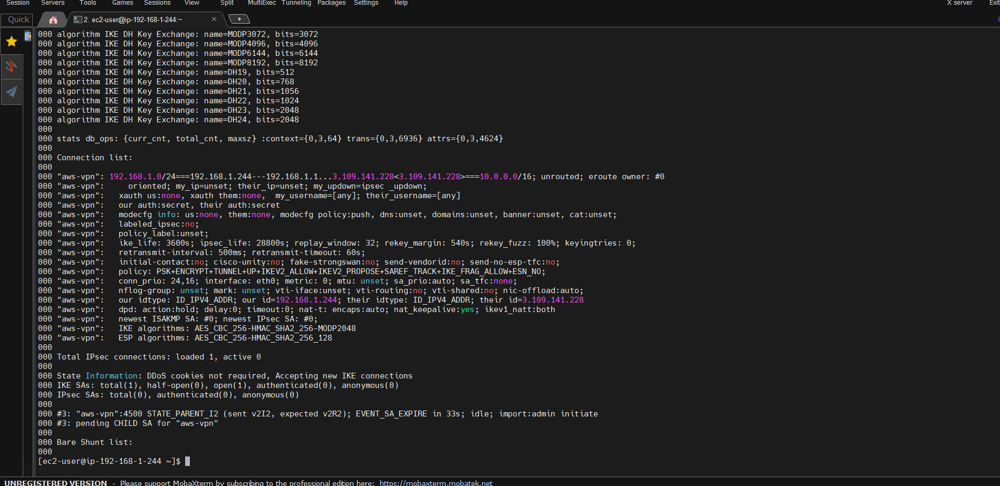 Session Servers Tools Games Sessions View Split MultiExec Tunneling Packages Settings Help X server Exit
Quick
2. ec2-user@ip-192-168-1-244:~
000 algorithm IKE DH Key Exchange: name=MODP3072, bits=3072
000 algorithm IKE DH Key Exchange: name=MODP4096, bits=4096
000 algorithm IKE DH Key Exchange: name=MODP6144, bits=6144
000 algorithm IKE DH Key Exchange: name=MODP8192, bits=8192
000 algorithm IKE DH Key Exchange: name=DH19, bits=512
000 algorithm IKE DH Key Exchange: name=DH20, bits=768
000 algorithm IKE DH Key Exchange: name=DH21, bits=1056
000 algorithm IKE DH Key Exchange: name=DH22, bits=1024
000 algorithm IKE DH Key Exchange: name=DH23, bits=2048
000 algorithm IKE DH Key Exchange: name=DH24, bits=2048
000
000 stats db_ops: {curr_cnt, total_cnt, maxsz} :context={0,3,64} trans={0,3,6936} attrs={0,3,4624}
000
000 Connection list:
000
000 "aws-vpn": 192.168.1.0/24===192.168.1.244---192.168.1.1...3.109.141.228<3.109.141.228>===10.0.0.0/16; unrouted; eroute owner: #0
000 "aws-vpn":     oriented; my_ip=unset; their_ip=unset; my_updown=ipsec _updown;
000 "aws-vpn":   xauth us:none, xauth them:none,  my_username=[any]; their_username=[any]
000 "aws-vpn":   our auth:secret, their auth:secret
000 "aws-vpn":   modecfg info: us:none, them:none, modecfg policy:push, dns:unset, domains:unset, banner:unset, cat:unset;
000 "aws-vpn":   labeled_ipsec:no;
000 "aws-vpn":   policy_label:unset;
000 "aws-vpn":   ike_life: 3600s; ipsec_life: 28800s; replay_window: 32; rekey_margin: 540s; rekey_fuzz: 100%; keyingtries: 0;
000 "aws-vpn":   retransmit-interval: 500ms; retransmit-timeout: 60s;
000 "aws-vpn":   initial-contact:no; cisco-unity:no; fake-strongswan:no; send-vendorid:no; send-no-esp-tfc:no;
000 "aws-vpn":   policy: PSK+ENCRYPT+TUNNEL+UP+IKEV2_ALLOW+IKEV2_PROPOSE+SAREF_TRACK+IKE_FRAG_ALLOW+ESN_NO;
000 "aws-vpn":   conn_prio: 24,16; interface: eth0; metric: 0; mtu: unset; sa_prio:auto; sa_tfc:none;
000 "aws-vpn":   nflog-group: unset; mark: unset; vti-iface:unset; vti-routing:no; vti-shared:no; nic-offload:auto;
000 "aws-vpn":   our idtype: ID_IPV4_ADDR; our id=192.168.1.244; their idtype: ID_IPV4_ADDR; their id=3.109.141.228
000 "aws-vpn":   dpd: action:hold; delay:0; timeout:0; nat-t: encaps:auto; nat_keepalive:yes; ikev1_natt:both
000 "aws-vpn":   newest ISAKMP SA: #0; newest IPsec SA: #0;
000 "aws-vpn":   IKE algorithms: AES_CBC_256-HMAC_SHA2_256-MODP2048
000 "aws-vpn":   ESP algorithms: AES_CBC_256-HMAC_SHA2_256_128
000
000 Total IPsec connections: loaded 1, active 0
000
000 State Information: DDoS cookies not required, Accepting new IKE connections
000 IKE SAs: total(1), half-open(0), open(1), authenticated(0), anonymous(0)
000 IPsec SAs: total(0), authenticated(0), anonymous(0)
000
000 #3: "aws-vpn":4500 STATE_PARENT_I2 (sent v2I2, expected v2R2); EVENT_SA_EXPIRE in 33s; idle; import:admin initiate
000 #3: pending CHILD SA for "aws-vpn"
000
000 Bare Shunt list:
000
[ec2-user@ip-192-168-1-244 ~]$
UNREGISTERED VERSION - Please support MobaXterm by subscribing to the professional edition here: https://mobaxterm.mobatek.net